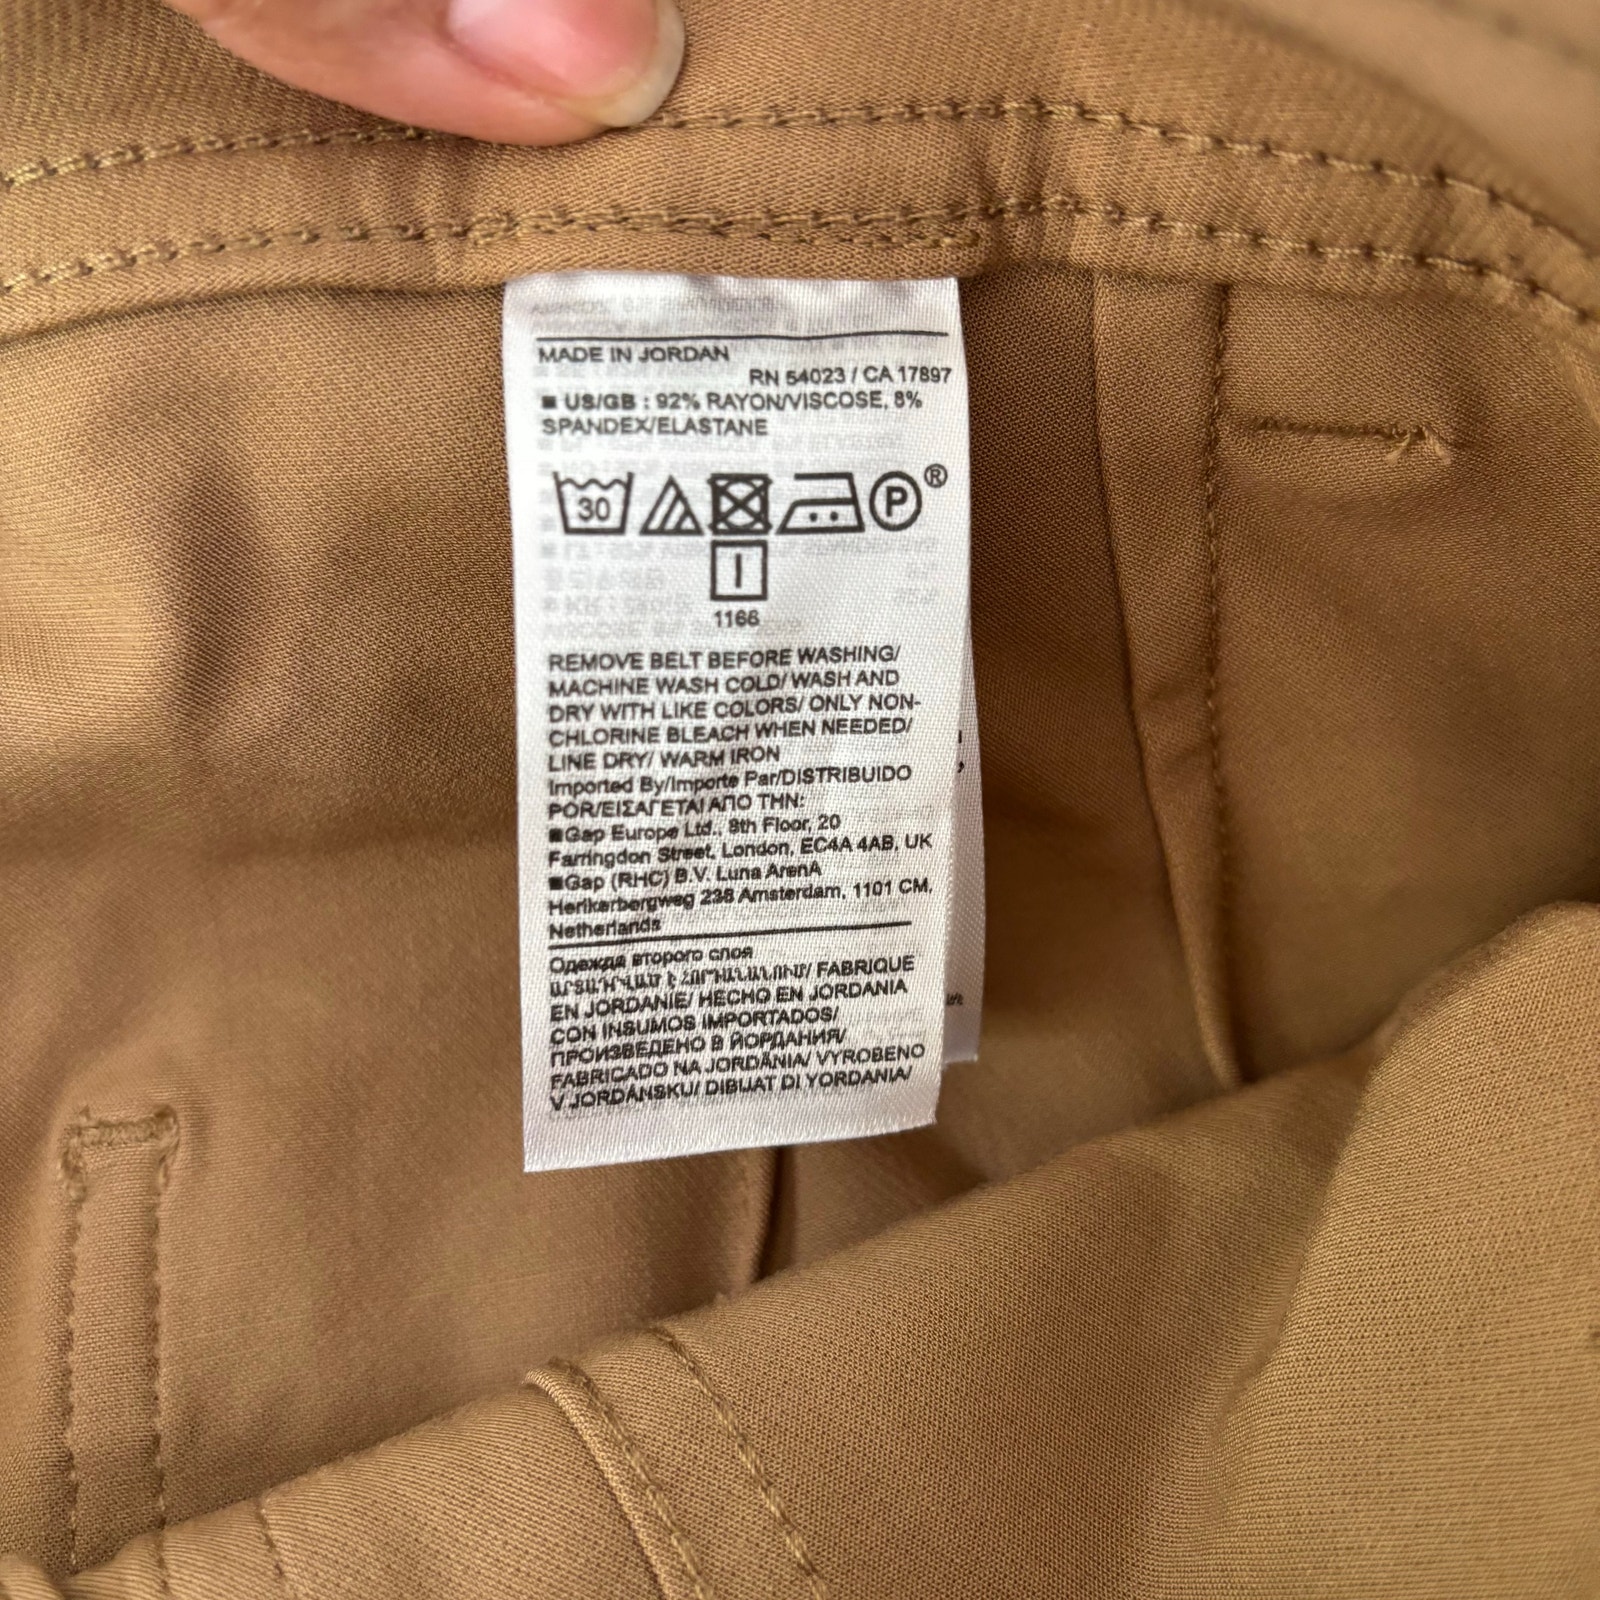 MADE IN JORDAN
RN 54023 / CA 17897
■ US/GB : 92% RAYON/VISCOSE, 8%
SPANDEX/ELASTANE
30 P ®
1166
REMOVE BELT BEFORE WASHING/
MACHINE WASH COLD/ WASH AND
DRY WITH LIKE COLORS/ ONLY NON-
CHLORINE BLEACH WHEN NEEDED/
LINE DRY/ WARM IRON
Imported By/Importe Par/DISTRIBUIDO
POR/ΕΙΣΑΓΕΤΑΙ ΑΠΟ ΤΗΝ:
■Gap Europe Ltd., 8th Floor, 20
Farringdon Street, London, EC4A 4AB, UK
■Gap (RHC) B.V. Luna ArenA
Herikerbergweg 238 Amsterdam, 1101 CM,
Netherlands
Одежда второго слоя
FABRIQUE
EN JORDANIE/ HECHO EN JORDANIA
CON INSUMOS IMPORTADOS/
ПРОИЗВЕДЕНО В ЙОРДАНИЯ/
FABRICADO NA JORDÂNIA/ VYROBENO
V JORDÁNSKU/ DIBUAT DI YORDANIA/